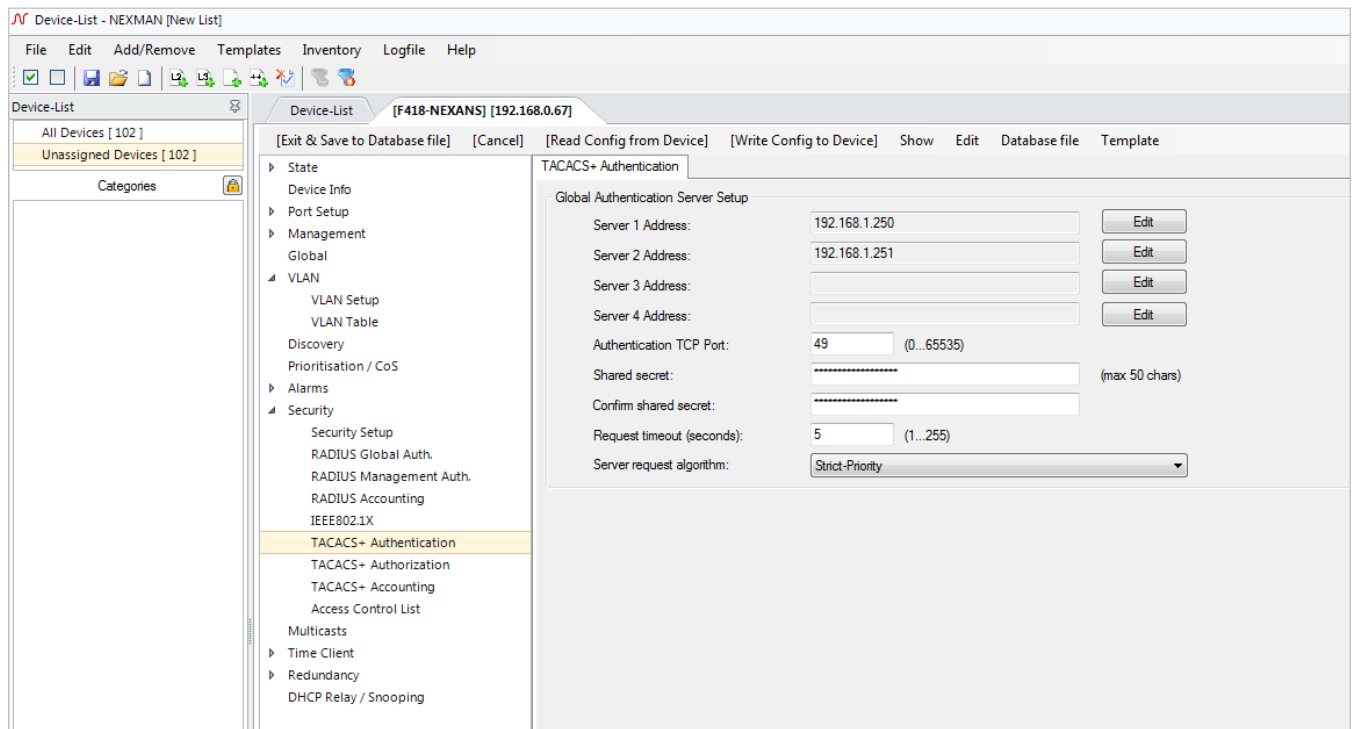 Device-List - NEXMAN [New List]
File Edit Add/Remove Templates Inventory Logfile Help
Device-List
All Devices [ 102 ]
Unassigned Devices [ 102 ]
Categories
Device-List [F418-NEXANS] [192.168.0.67]
[Exit & Save to Database file] [Cancel] [Read Config from Device] [Write Config to Device] Show Edit Database file Template
State
Device Info
Port Setup
Management
Global
VLAN
VLAN Setup
VLAN Table
Discovery
Prioritisation / CoS
Alarms
Security
Security Setup
RADIUS Global Auth.
RADIUS Management Auth.
RADIUS Accounting
IEEE802.1X
TACACS+ Authentication
TACACS+ Authorization
TACACS+ Accounting
Access Control List
Multicasts
Time Client
Redundancy
DHCP Relay / Snooping
TACACS+ Authentication
Global Authentication Server Setup
Server 1 Address: 192.168.1.250 Edit
Server 2 Address: 192.168.1.251 Edit
Server 3 Address: Edit
Server 4 Address: Edit
Authentication TCP Port: 49 (0...65535)
Shared secret: ****************** (max 50 chars)
Confirm shared secret: ******************
Request timeout (seconds): 5 (1...255)
Server request algorithm: Strict-Priority